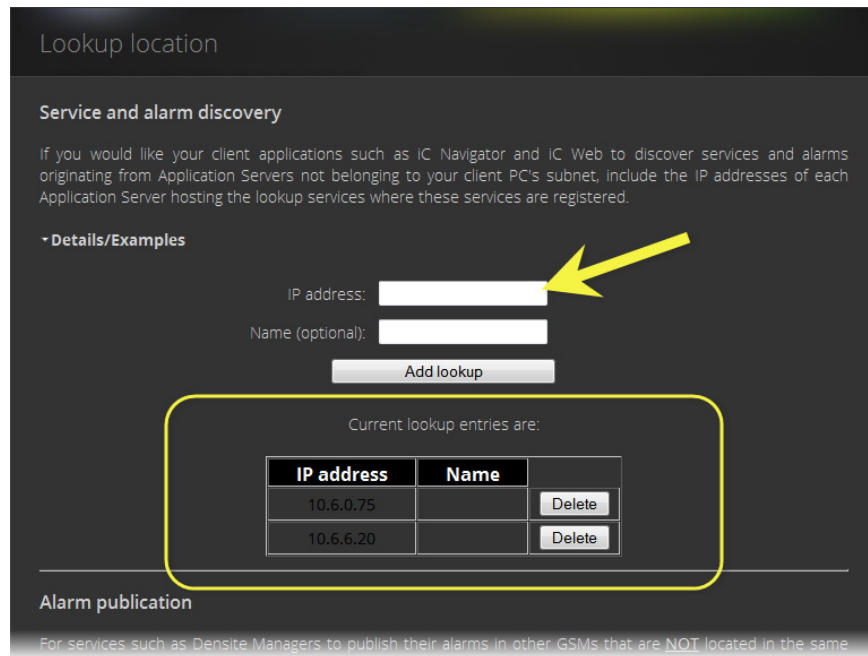 Lookup location
Service and alarm discovery
If you would like your client applications such as iC Navigator and iC Web to discover services and alarms
originating from Application Servers not belonging to your client PC's subnet, include the IP addresses of each
Application Server hosting the lookup services where these services are registered.
Details/Examples
IP address:
Name (optional):
Add lookup
Current lookup entries are:
IP address Name
10.6.0.75 Delete
10.6.6.20 Delete
Alarm publication
For services such as Densite Managers to publish their alarms in other GSMs that are NOT located in the same